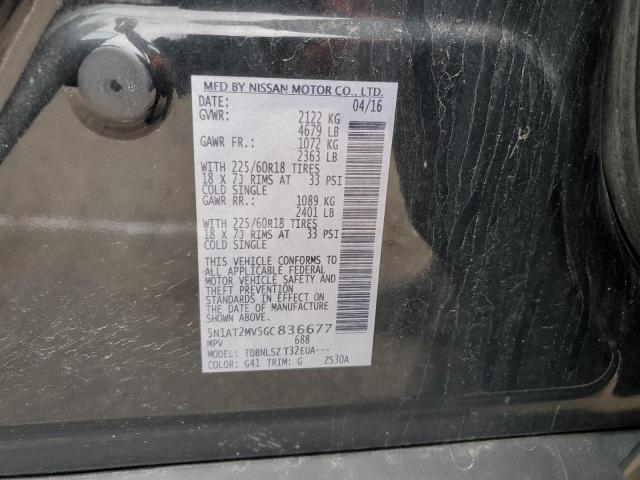 MFD BY NISSAN MOTOR CO., LTD.
DATE: 04/16
GVWR: 2122 KG
4679 LB
GAWR FR.: 1072 KG
2363 LB
WITH 225/60R18 TIRES
18 X 7J RIMS AT 33 PSI
COLD SINGLE
GAWR RR.: 1089 KG
2401 LB
WITH 225/60R18 TIRES
18 X 7J RIMS AT 33 PSI
COLD SINGLE
THIS VEHICLE CONFORMS TO
ALL APPLICABLE FEDERAL
MOTOR VEHICLE SAFETY AND
THEFT PREVENTION
STANDARDS IN EFFECT ON
THE DATE OF MANUFACTURE
SHOWN ABOVE.
5N1AT2MV5GC836677
MPV 688
MODEL: TDBNLSZ T32EUA---
COLOR: G41 TRIM: G ZS30A